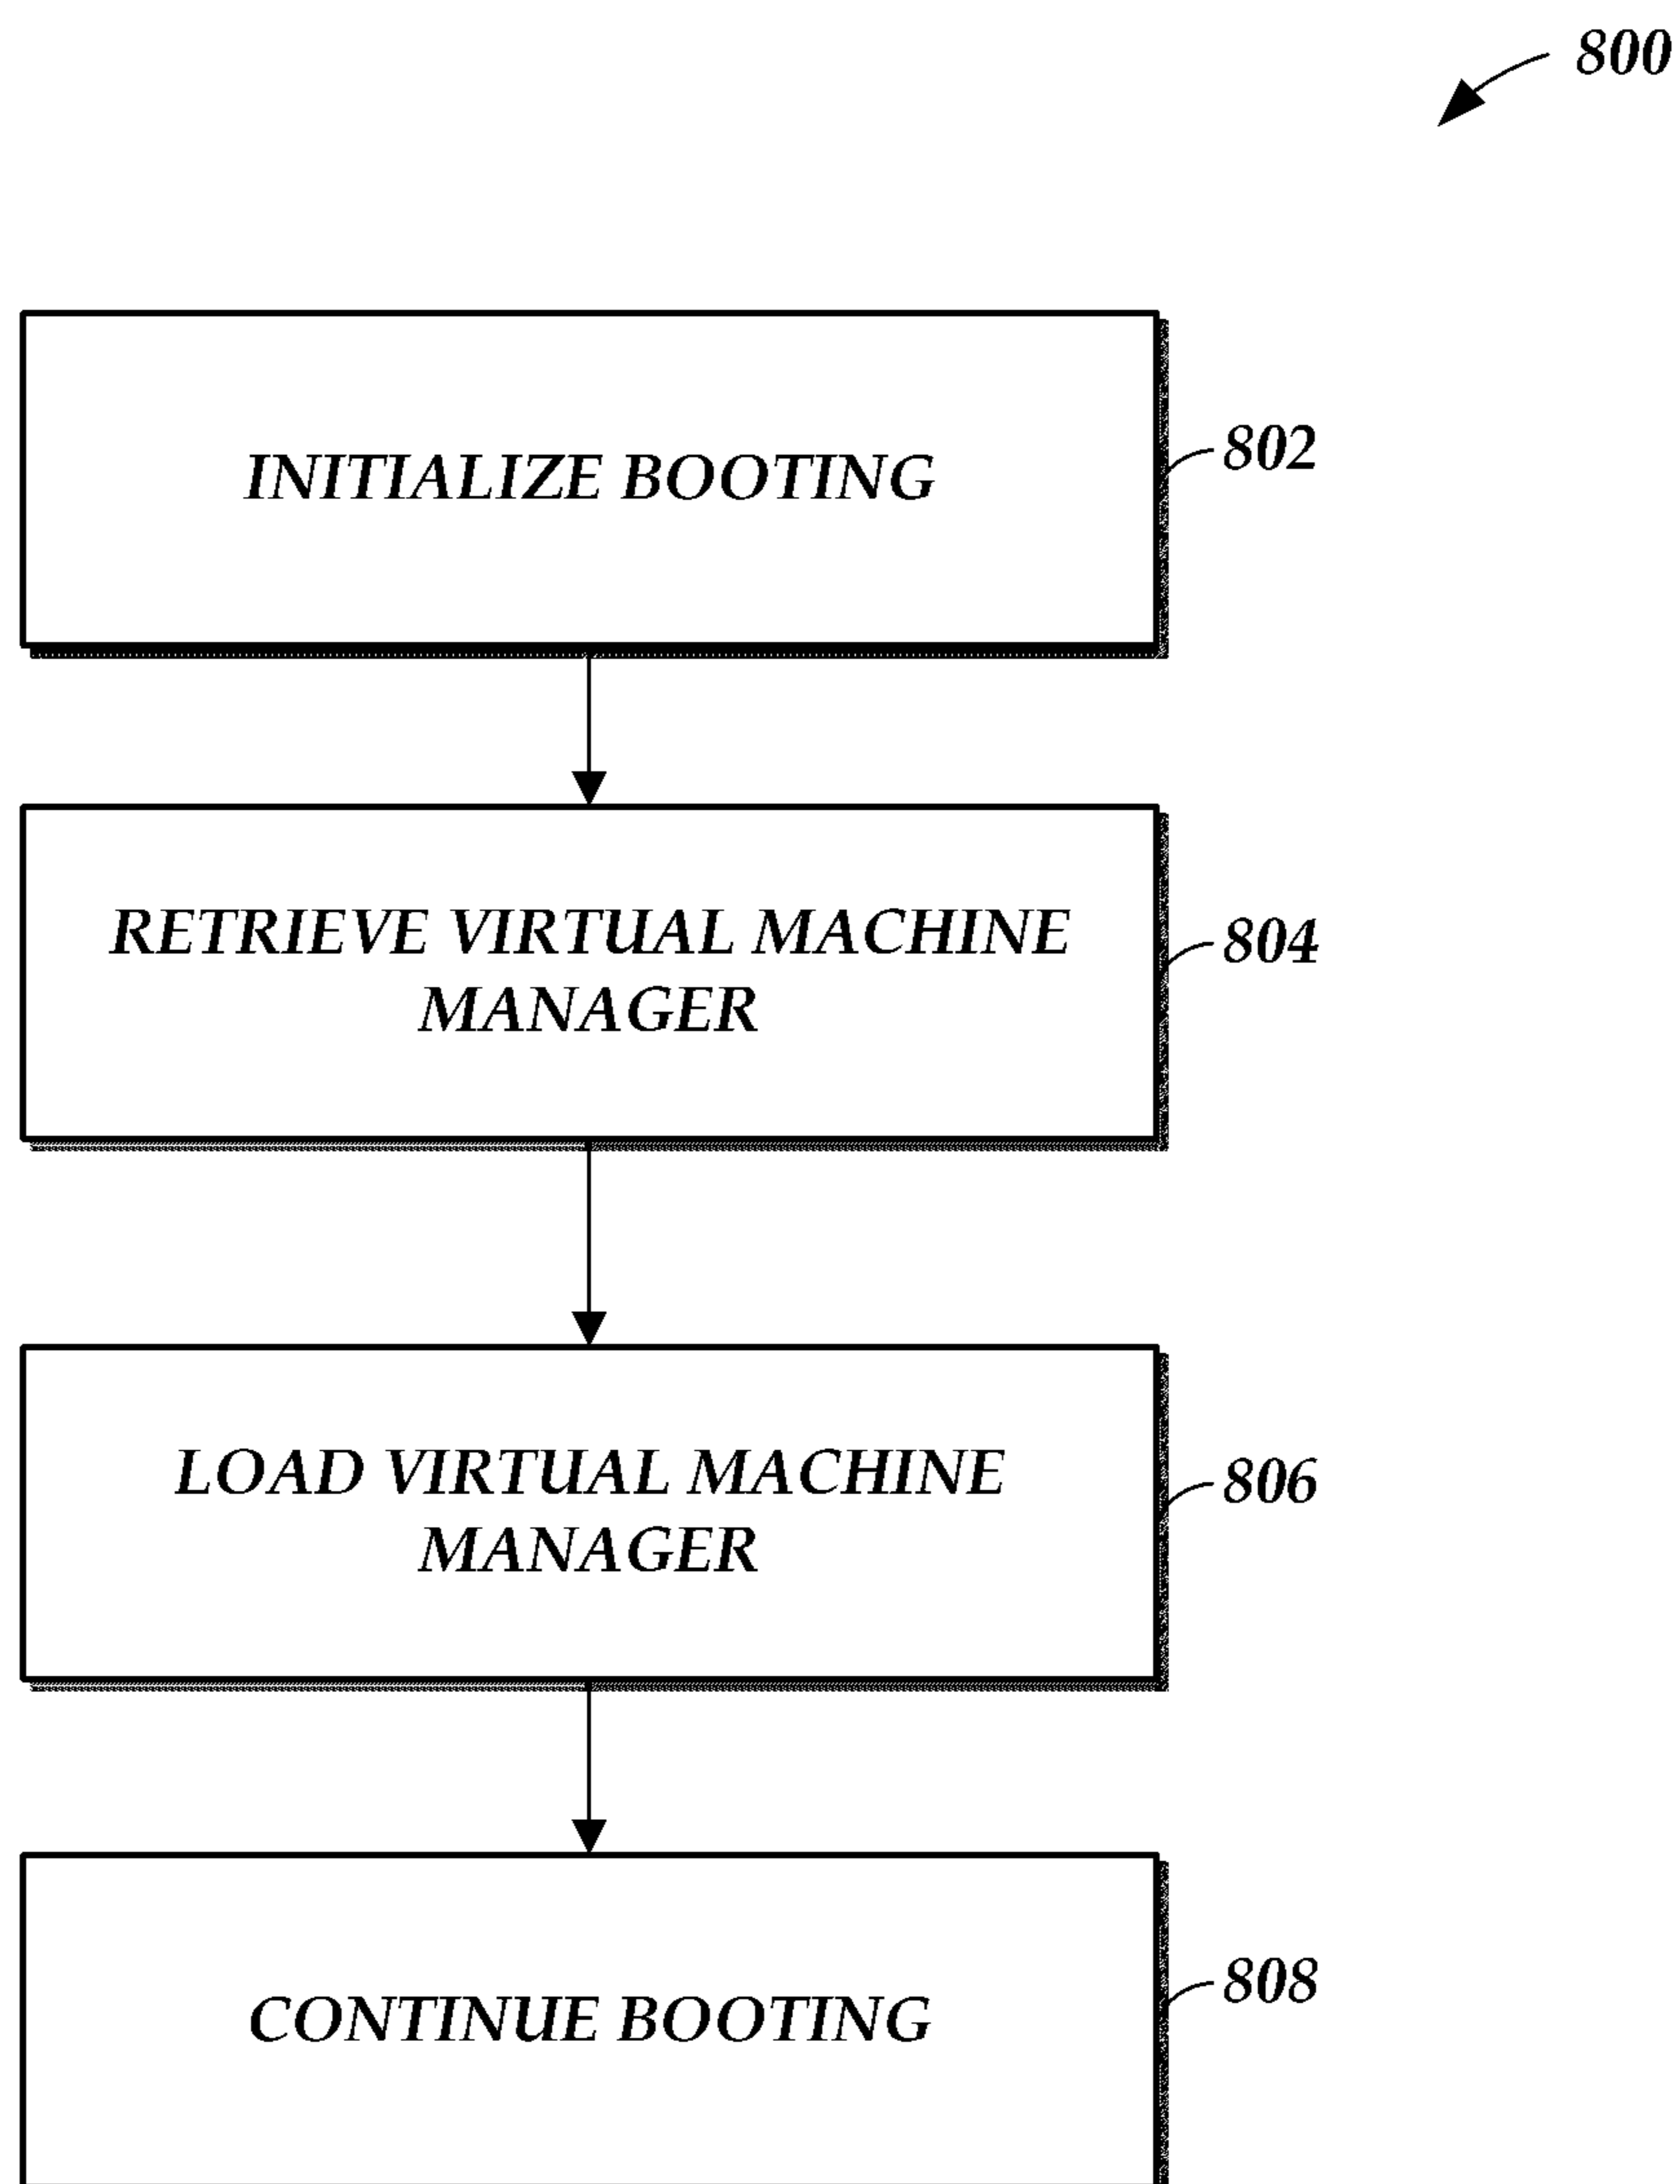 800
INITIALIZE BOOTING
802
RETRIEVE VIRTUAL MACHINE
MANAGER
804
LOAD VIRTUAL MACHINE
MANAGER
806
CONTINUE BOOTING
808